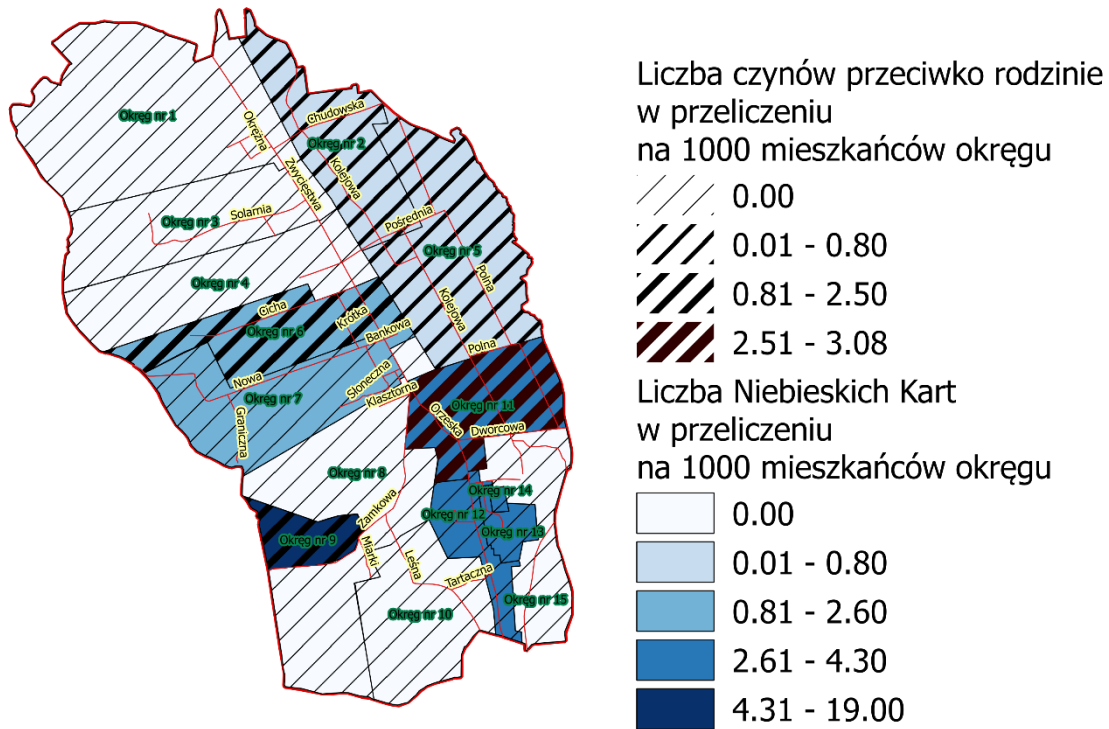 Liczba czynów przeciwko rodzinie
w przeliczeniu
na 1000 mieszkańców okręgu
0.00
0.01 - 0.80
0.81 - 2.50
2.51 - 3.08
Liczba Niebieskich Kart
w przeliczeniu
na 1000 mieszkańców okręgu
0.00
0.01 - 0.80
0.81 - 2.60
2.61 - 4.30
4.31 - 19.00
Okręg nr 1
Chudowska
Okrężna
Okręg nr 2
Kolejowa
Zwycięstwa
Solarnia
Okręg nr 3
Pośrednia
Okręg nr 5
Okręg nr 4
Polna
Kolejowa
Cicha
Krótka
Okręg nr 6
Bankowa
Polna
Słoneczna
Nowa
Klasztorna
Okręg nr 7
Okręg nr 11
Orzeska
Graniczna
Dworcowa
Okręg nr 8
Okręg nr 14
Zamkowa
Okręg nr 12
Okręg nr 13
Okręg nr 9
Miarki
Leśna
Tartaczna
Okręg nr 15
Okręg nr 10